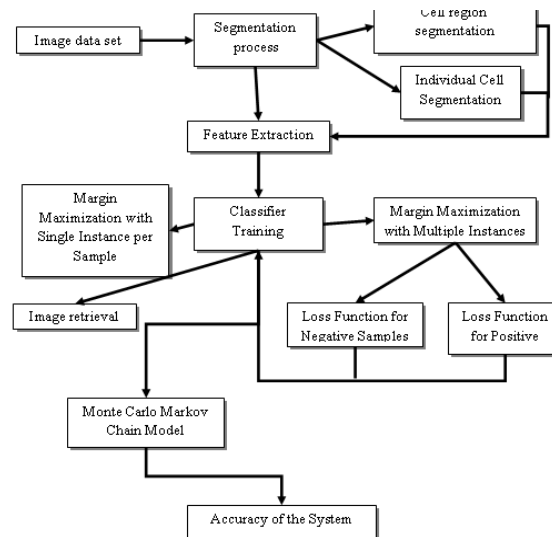 Image data set
Segmentation
process
Cell region
segmentation
Individual Cell
Segmentation
Feature Extraction
Margin
Maximization with
Single Instance per
Sample
Classifier
Training
Margin Maximization
with Multiple Instances
Image retrieval
Loss Function for
Negative Samples
Loss Function
for Positive
Monte Carlo Markov
Chain Model
Accuracy of the System